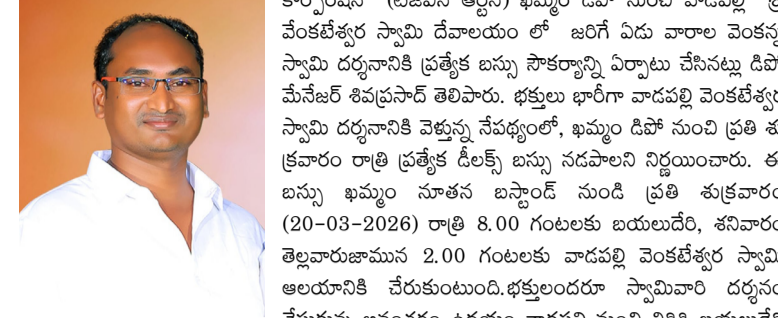 వెంకటేశ్వర స్వామి దేవాలయం లో జరిగే ఏడు వారాల వెంకన్న
స్వామి దర్శనానికి ప్రత్యేక బస్సు సౌకర్యాన్ని ఏర్పాటు చేసినట్లు డిపో
మేనేజర్ శివప్రసాద్ తెలిపారు. భక్తులు భారీగా వాడపల్లి వెంకటేశ్వర
స్వామి దర్శనానికి వెళ్తున్న నేపథ్యంలో, ఖమ్మం డిపో నుంచి ప్రతి శు
క్రవారం రాత్రి ప్రత్యేక డీలక్స్ బస్సు నడపాలని నిర్ణయించారు. ఈ
బస్సు ఖమ్మం నూతన బస్టాండ్ నుండి ప్రతి శుక్రవారం
(20-03-2026) రాత్రి 8.00 గంటలకు బయలుదేరి, శనివారం
తెల్లవారుజామున 2.00 గంటలకు వాడపల్లి వెంకటేశ్వర స్వామి
ఆలయానికి చేరుకుంటుంది.భక్తులందరూ స్వామివారి దర్శనం